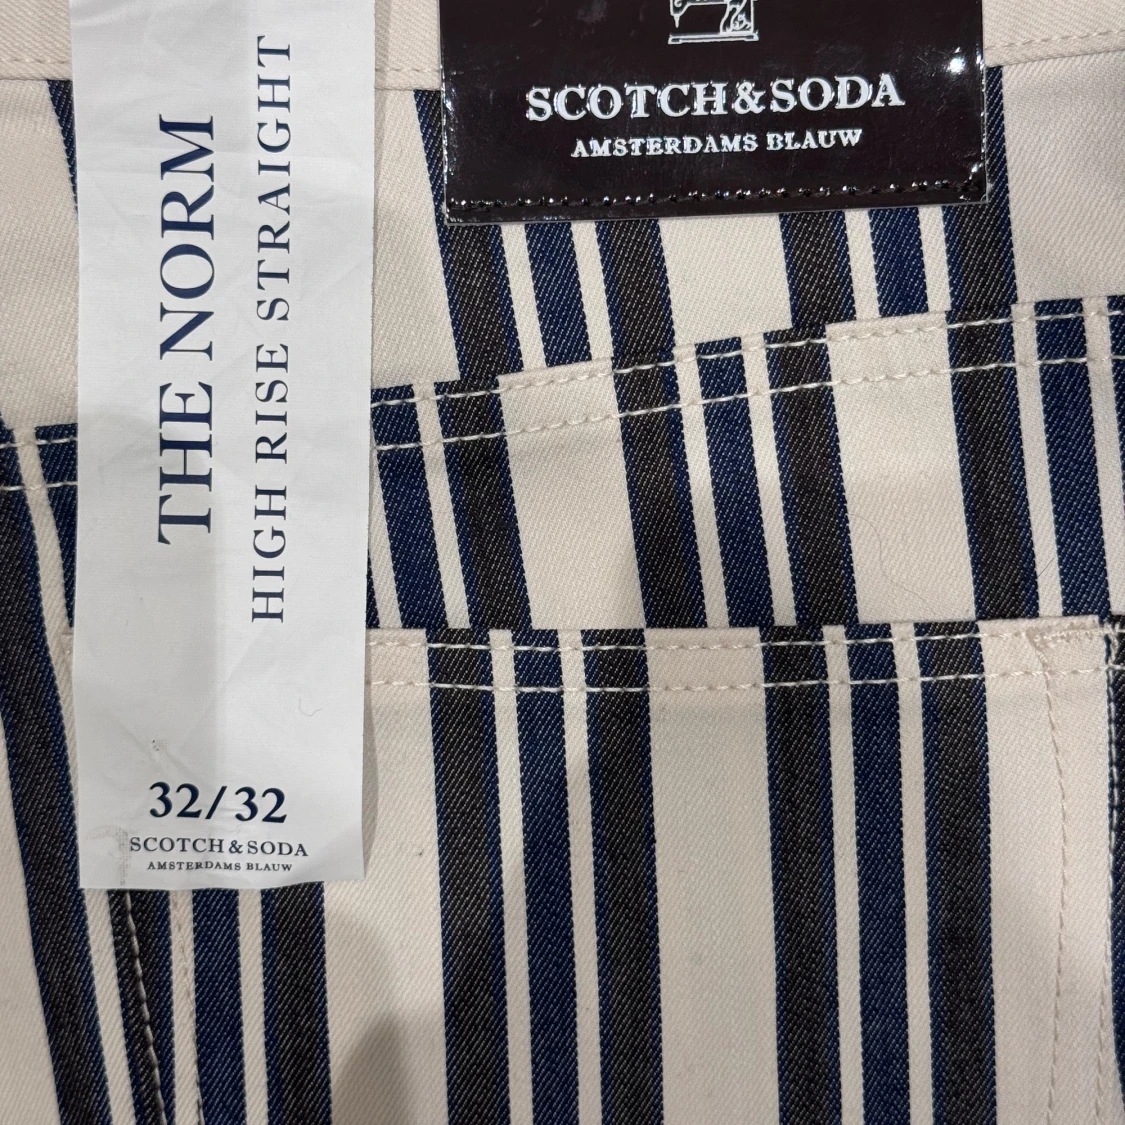 THE NORM
HIGH RISE STRAIGHT
32/32
SCOTCH & SODA
AMSTERDAMS BLAUW
SCOTCH & SODA
AMSTERDAMS BLAUW